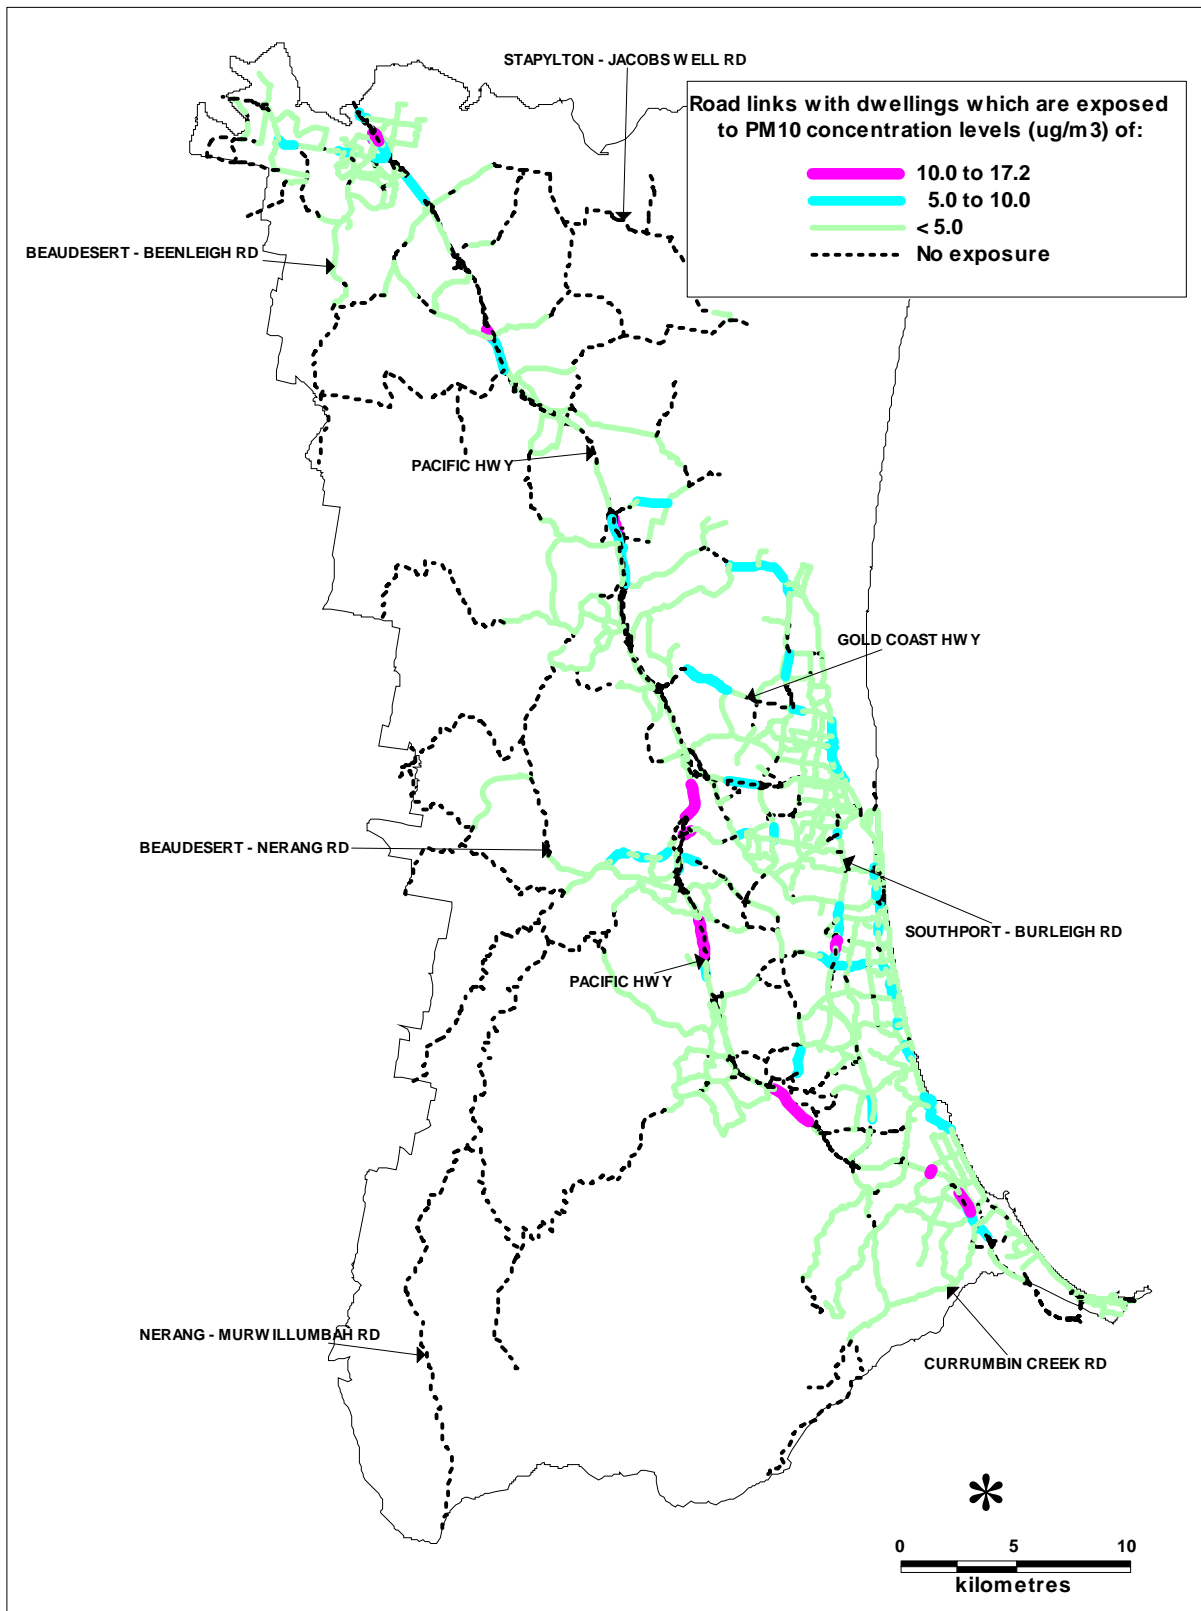 STAPYLTON - JACOBS WELL RD
Road links with dwellings which are exposed
to PM10 concentration levels (ug/m3) of:
10.0 to 17.2
5.0 to 10.0
< 5.0
No exposure
BEAUDESERT - BEENLEIGH RD
PACIFIC HWY
GOLD COAST HWY
BEAUDESERT - NERANG RD
SOUTHPORT - BURLEIGH RD
PACIFIC HWY
NERANG - MURWILLUMBAH RD
CURRUMBIN CREEK RD
0 5 10
kilometres